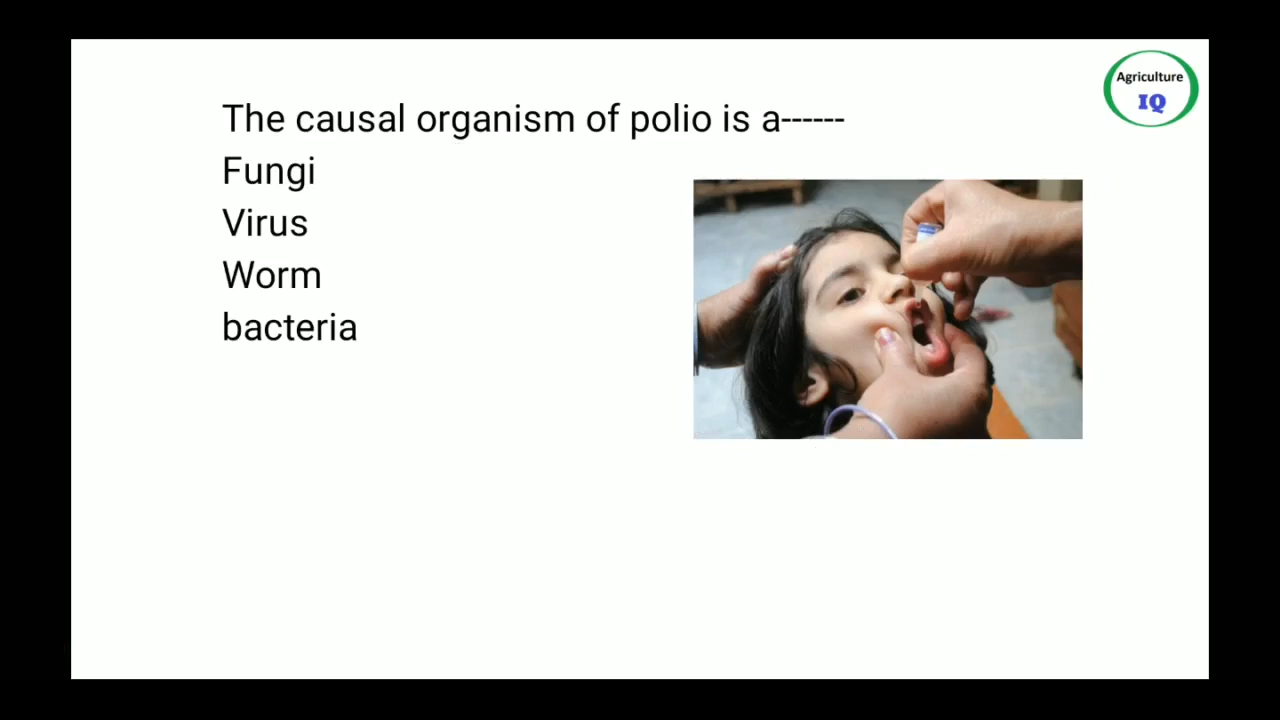 Agriculture
IQ
The causal organism of polio is a------
Fungi
Virus
Worm
bacteria